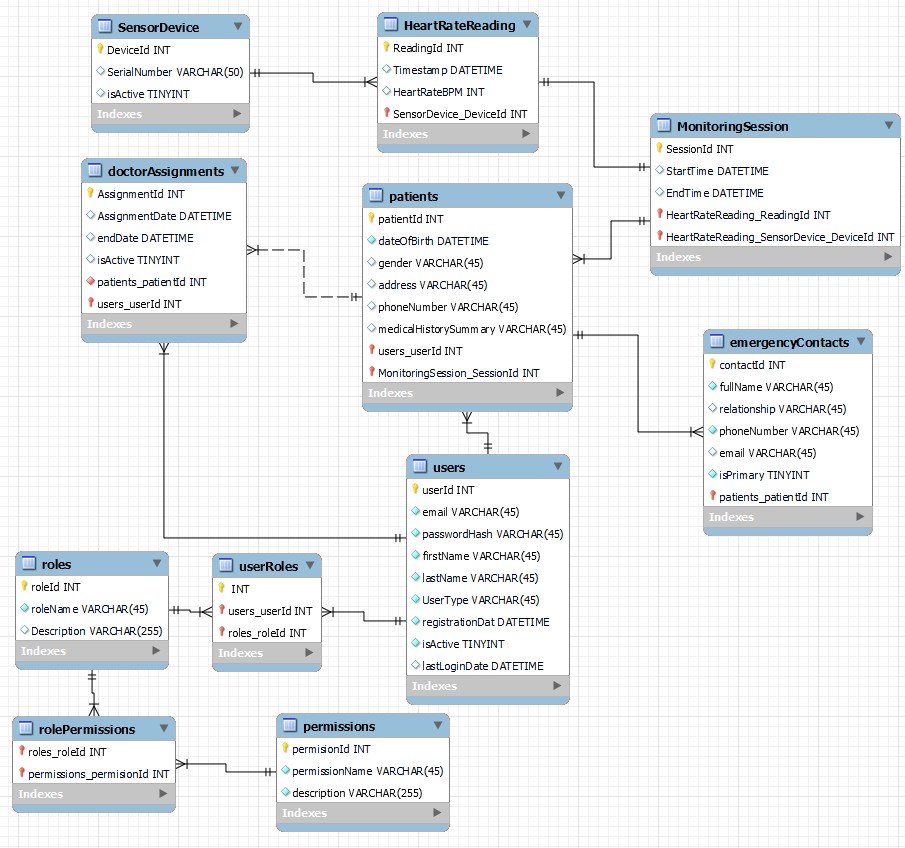 SensorDevice
DeviceId INT
SerialNumber VARCHAR(50)
isActive TINYINT
Indexes
HeartRateReading
ReadingId INT
Timestamp DATETIME
HeartRateBPM INT
SensorDevice_DeviceId INT
Indexes
MonitoringSession
SessionId INT
StartTime DATETIME
EndTime DATETIME
HeartRateReading_ReadingId INT
HeartRateReading_SensorDevice_DeviceId INT
Indexes
doctorAssignments
AssignmentId INT
AssignmentDate DATETIME
endDate DATETIME
isActive TINYINT
patients_patientId INT
users_userId INT
Indexes
patients
patientId INT
dateOfBirth DATETIME
gender VARCHAR(45)
address VARCHAR(45)
phoneNumber VARCHAR(45)
medicalHistorySummary VARCHAR(45)
users_userId INT
MonitoringSession_SessionId INT
Indexes
emergencyContacts
contactId INT
fullName VARCHAR(45)
relationship VARCHAR(45)
phoneNumber VARCHAR(45)
email VARCHAR(45)
isPrimary TINYINT
patients_patientId INT
Indexes
users
userId INT
email VARCHAR(45)
passwordHash VARCHAR(45)
firstName VARCHAR(45)
lastName VARCHAR(45)
UserType VARCHAR(45)
registrationDat DATETIME
isActive TINYINT
lastLoginDate DATETIME
Indexes
roles
roleId INT
roleName VARCHAR(45)
Description VARCHAR(255)
Indexes
userRoles
INT
users_userId INT
roles_roleId INT
Indexes
rolePermissions
roles_roleId INT
permissions_permisionId INT
Indexes
permissions
permisionId INT
permissionName VARCHAR(45)
description VARCHAR(255)
Indexes